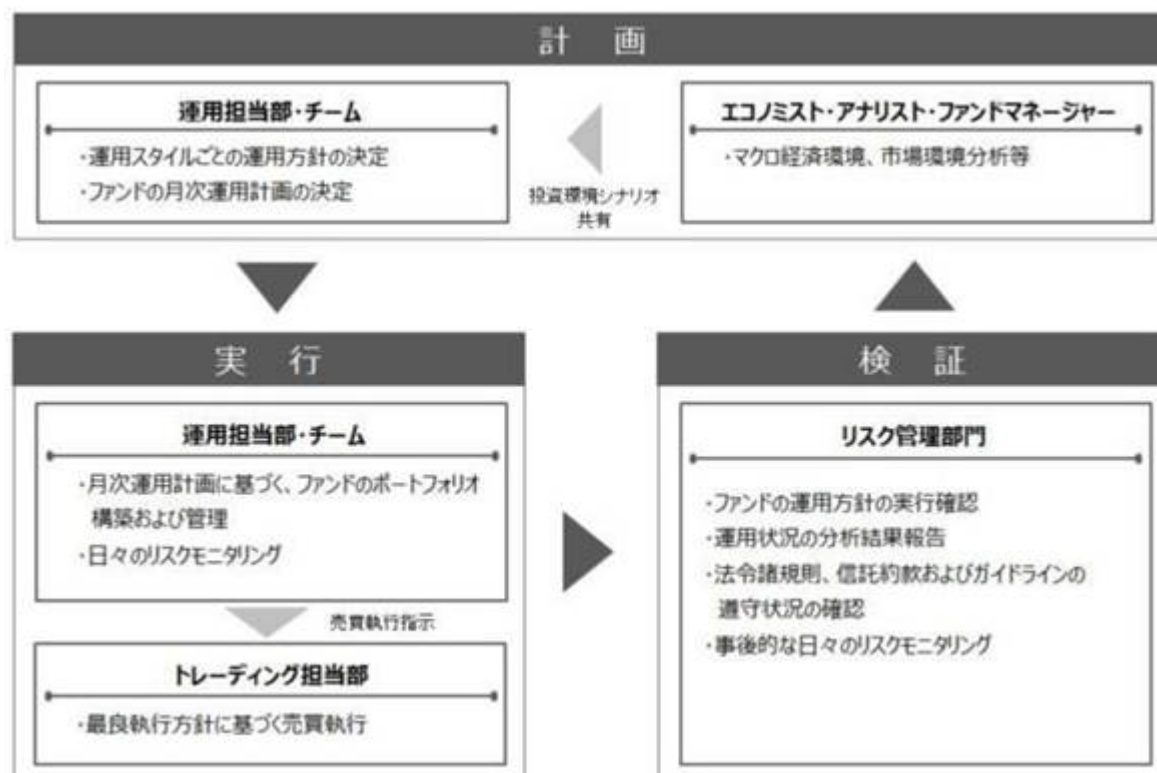 計 画
運用担当部・チーム
・運用スタイルごとの運用方針の決定
・ファンドの月次運用計画の決定
投資環境シナリオ
共有
エコノミスト・アナリスト・ファンドマネージャー
・マクロ経済環境、市場環境分析等
実 行
運用担当部・チーム
・月次運用計画に基づく、ファンドのポートフォリオ
構築および管理
・日々のリスクモニタリング
売買執行指示
トレーディング担当部
・最良執行方針に基づく売買執行
検 証
リスク管理部門
・ファンドの運用方針の実行確認
・運用状況の分析結果報告
・法令諸規則、信託約款およびガイドラインの
遵守状況の確認
・事後的な日々のリスクモニタリング